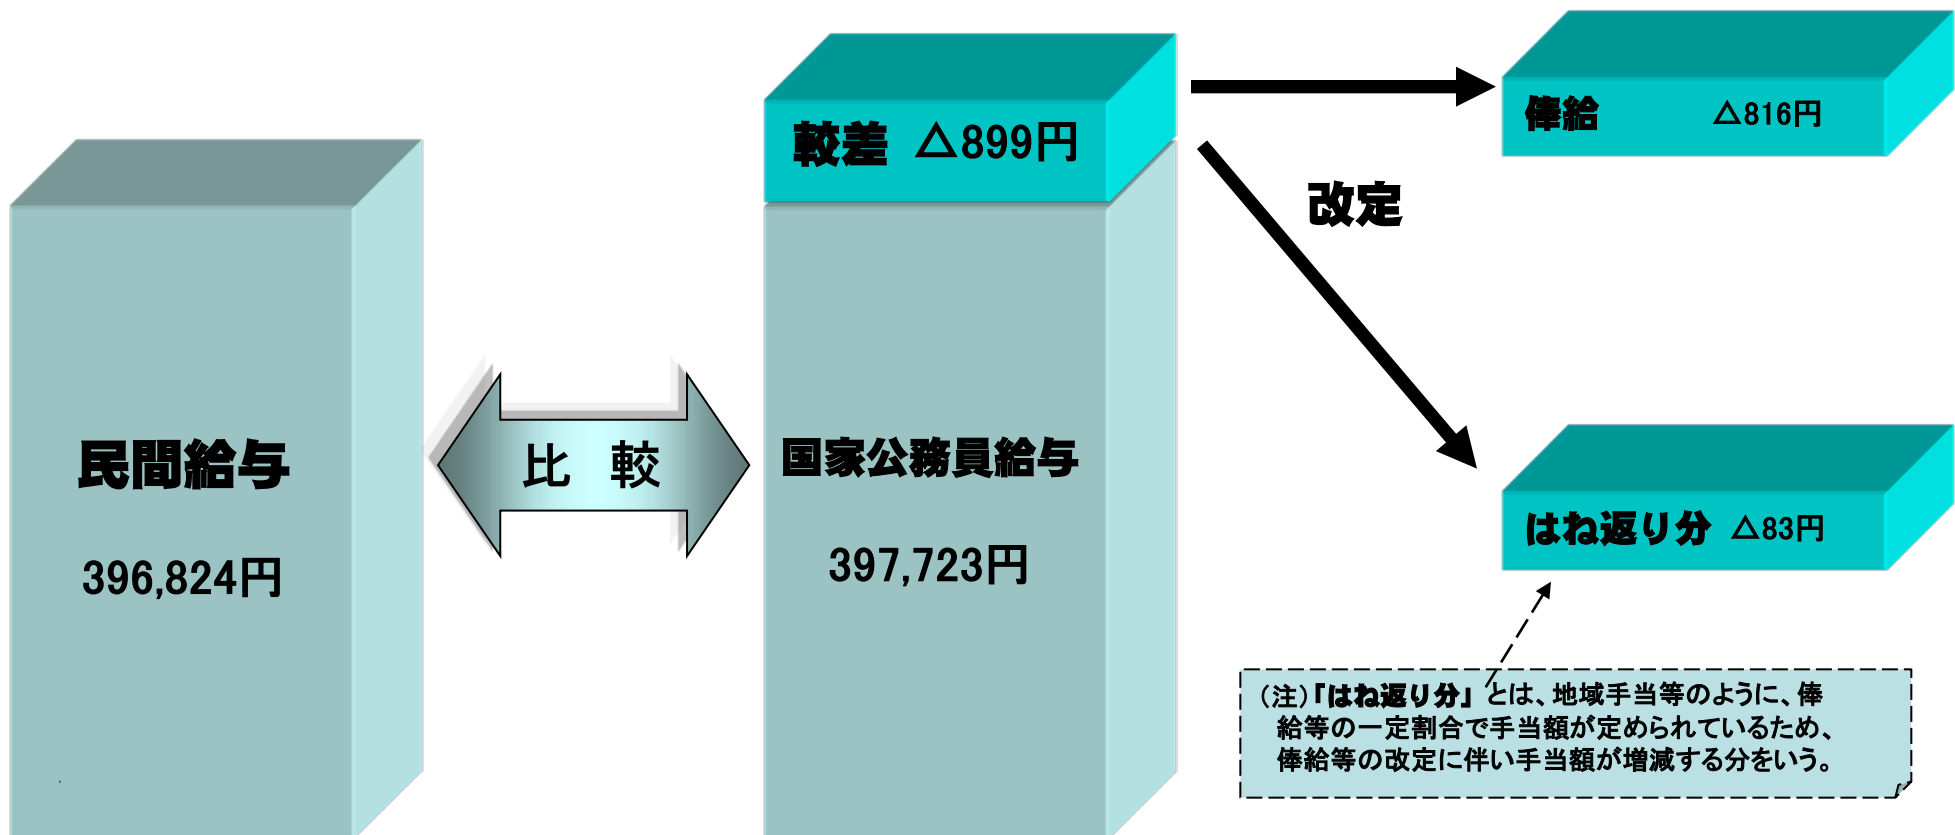 民間給与
396,824円
比 較
較差 △899円
国家公務員給与
397,723円
改定
俸給 △816円
はね返り分 △83円
(注)「はね返り分」とは、地域手当等のように、俸
給等の一定割合で手当額が定められているため、
俸給等の改定に伴い手当額が増減する分をいう。